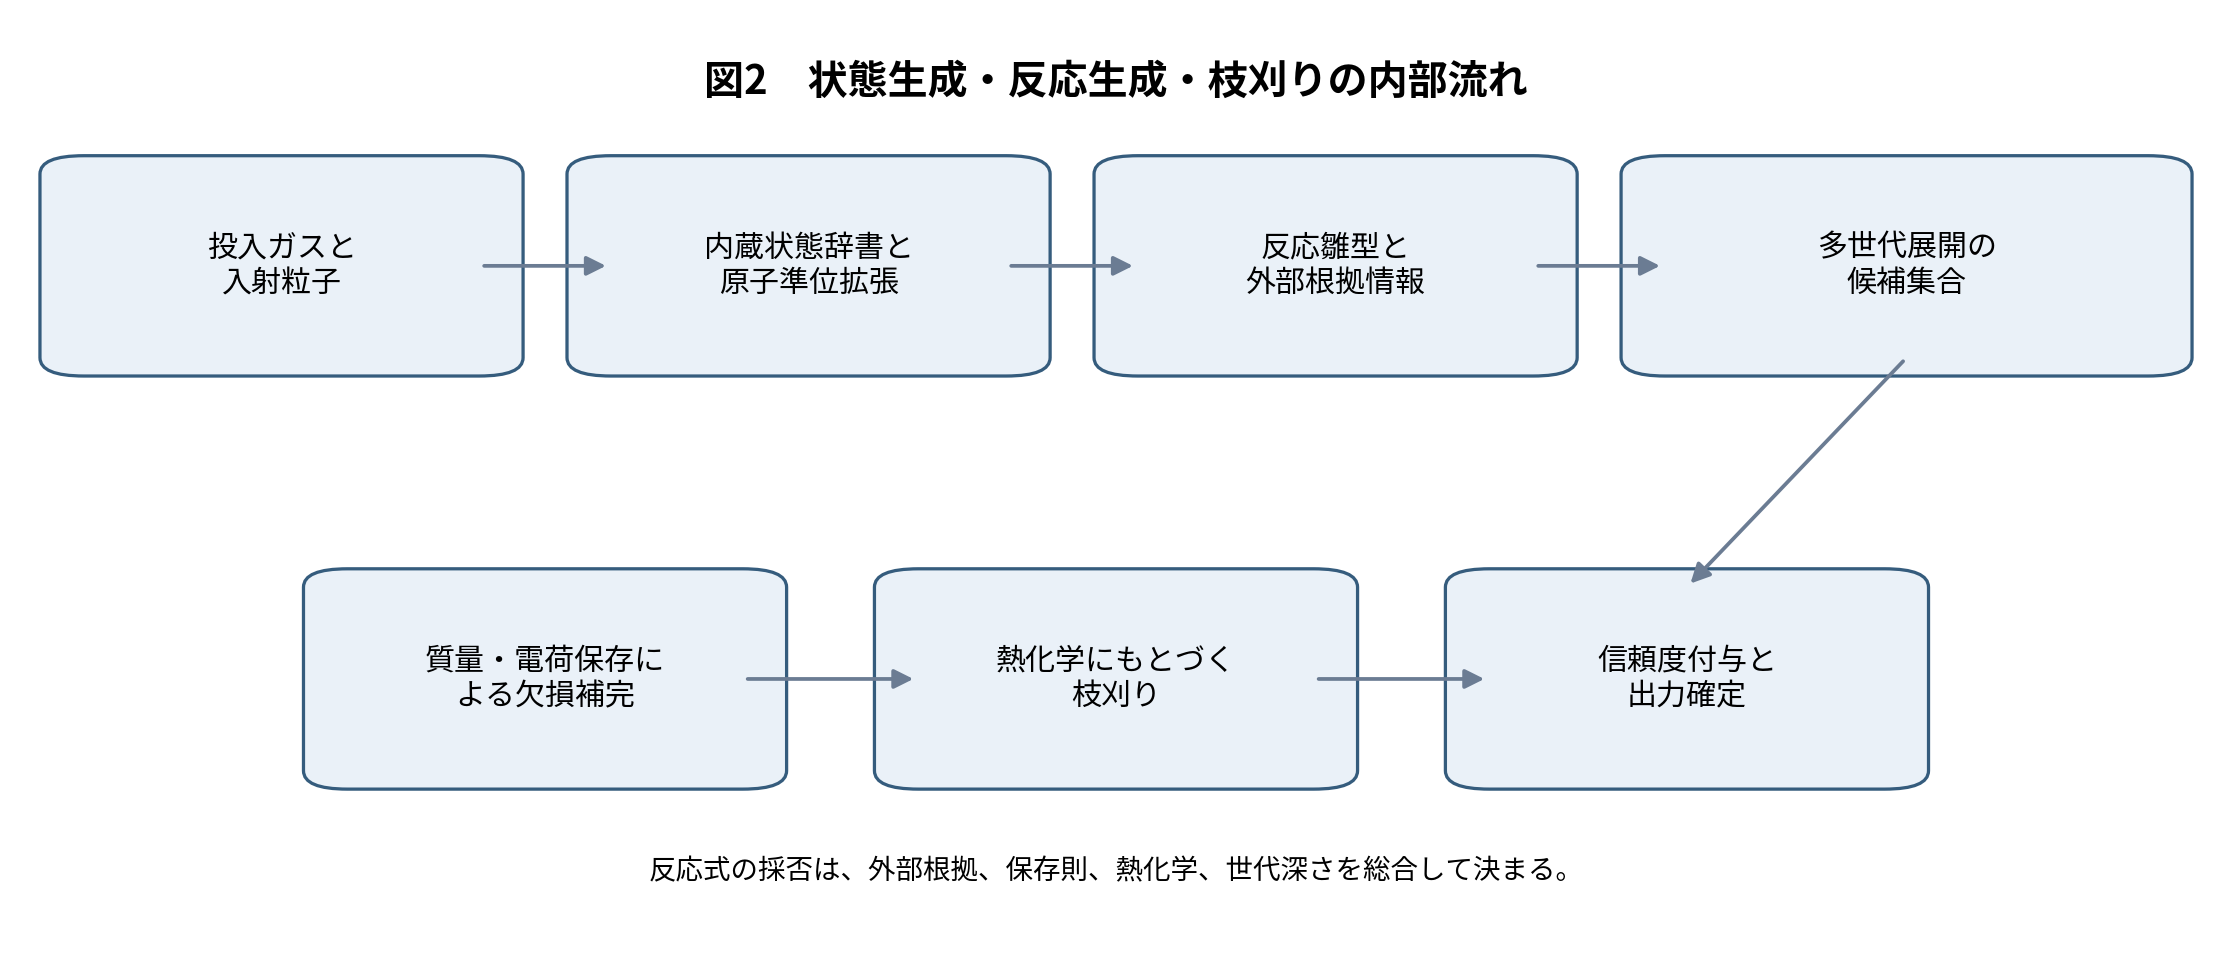 図2　状態生成・反応生成・枝刈りの内部流れ
投入ガスと
入射粒子
内蔵状態辞書と
原子準位拡張
反応雛型と
外部根拠情報
多世代展開の
候補集合
質量・電荷保存に
よる欠損補完
熱化学にもとづく
枝刈り
信頼度付与と
出力確定
反応式の採否は、外部根拠、保存則、熱化学、世代深さを総合して決まる。